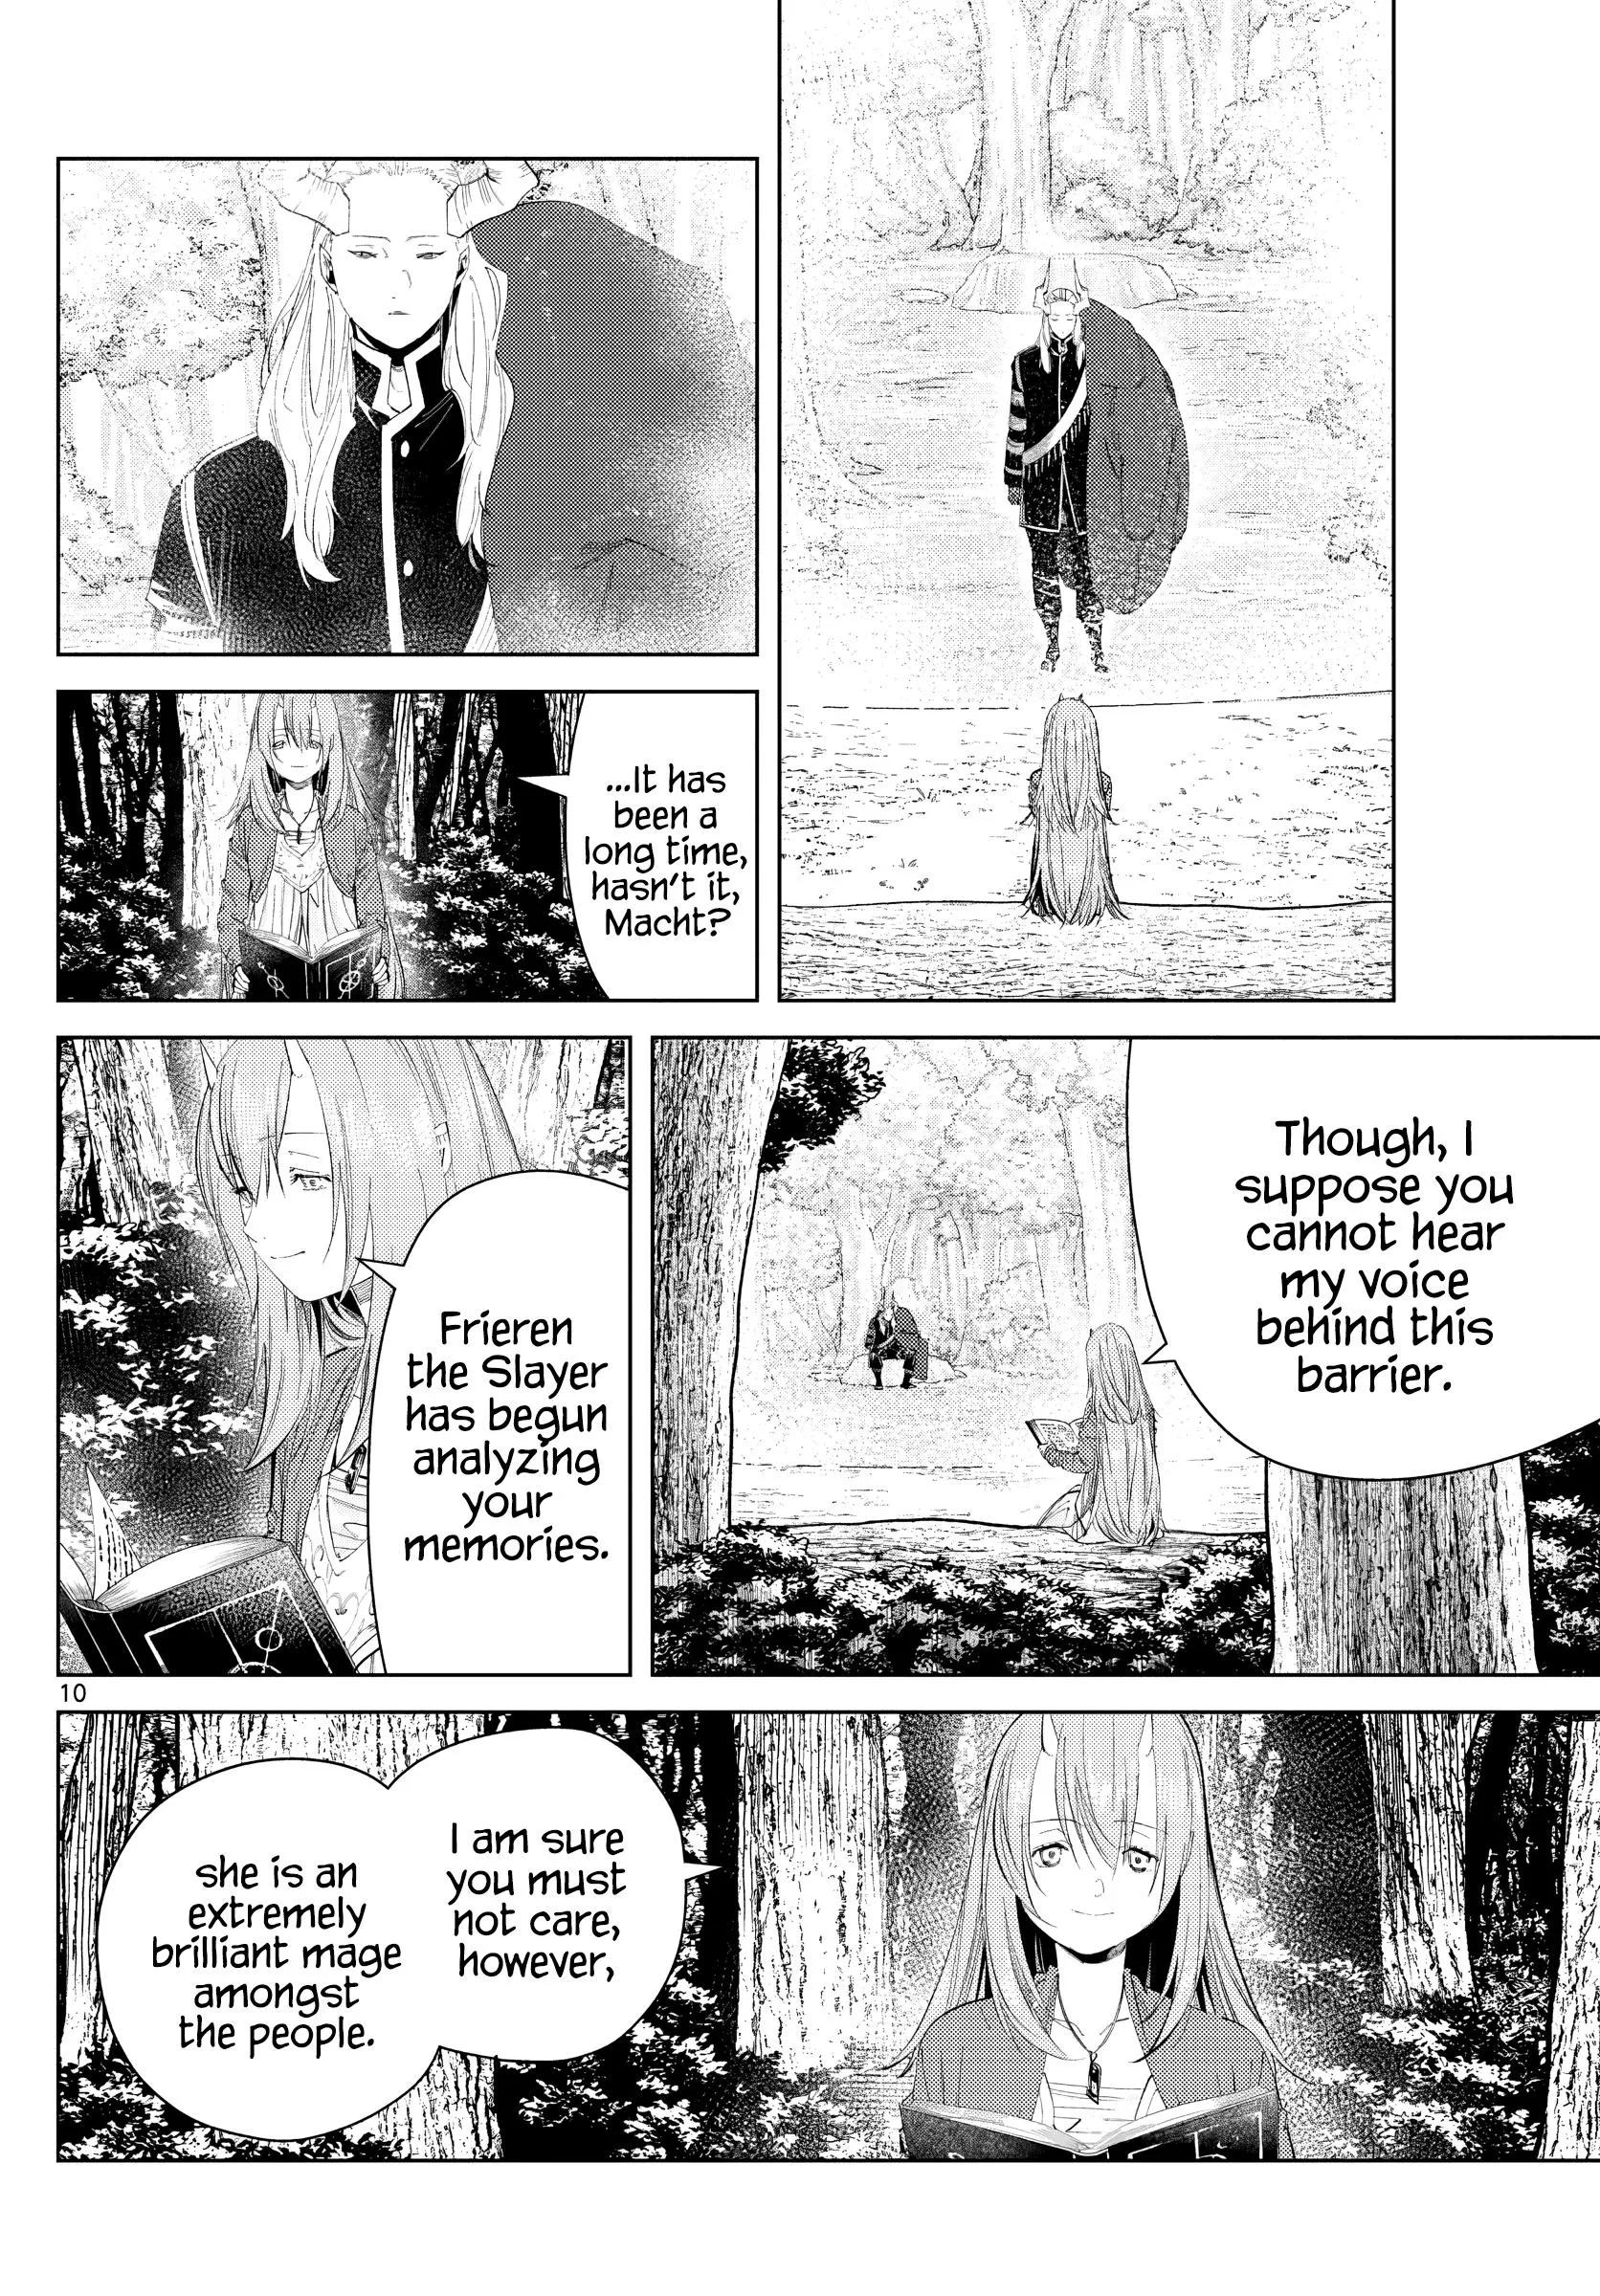 ...It has
been a
long time,
hasn't it,
Macht?
Though, I
suppose you
cannot hear
my voice
behind this
barrier.
Frieren
the Slayer
has begun
analyzing
your
memories.
I am sure
you must
not care,
however,
she is an
extremely
brilliant mage
amongst
the people.
10